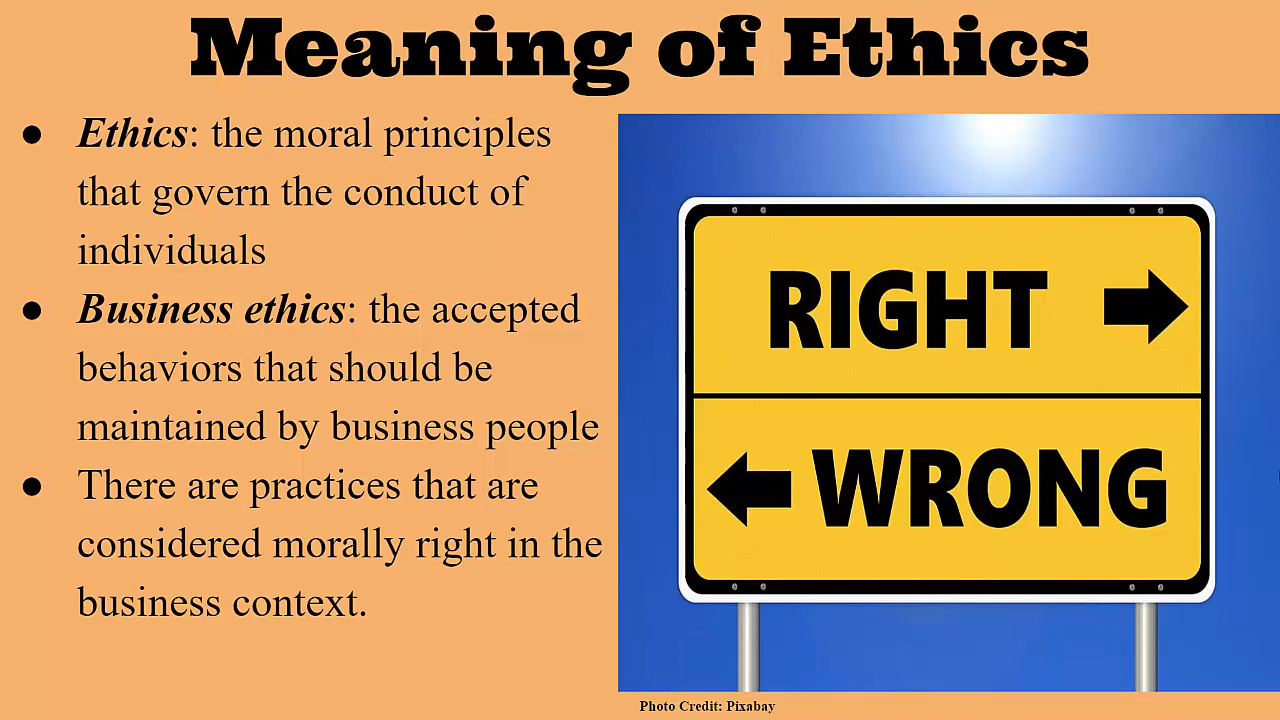 Meaning of Ethics
● Ethics: the moral principles
that govern the conduct of
individuals
● Business ethics: the accepted
behaviors that should be
maintained by business people
● There are practices that are
considered morally right in the
business context.
RIGHT
WRONG
Photo Credit: Pixabay